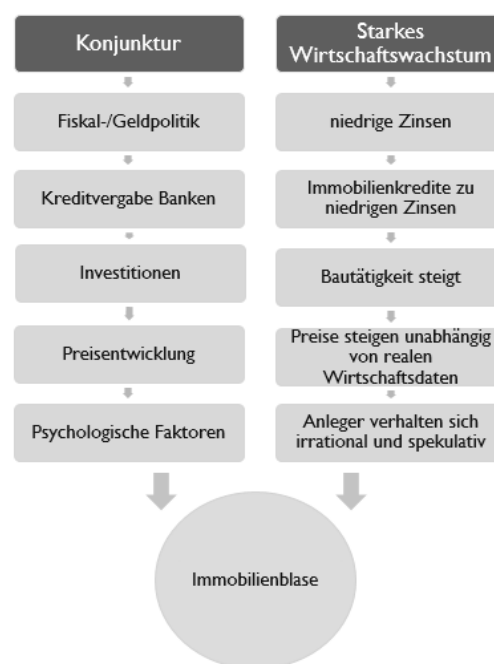 Konjunktur
Fiskal-/Geldpolitik
Kreditvergabe Banken
Investitionen
Preisentwicklung
Psychologische Faktoren
Starkes
Wirtschaftswachstum
niedrige Zinsen
Immobilienkredite zu
niedrigen Zinsen
Bautätigkeit steigt
Preise steigen unabhängig
von realen
Wirtschaftsdaten
Anleger verhalten sich
irrational und spekulativ
Immobilienblase